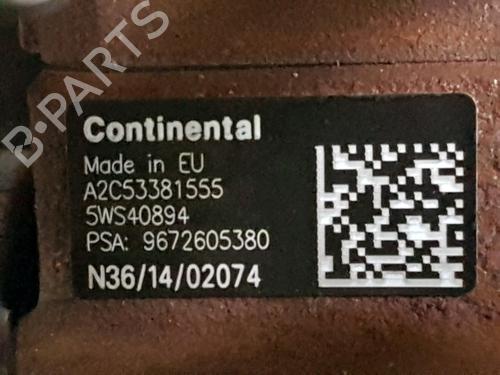 B·PARTS
Continental
Made in EU
A2C53381555
5WS40894
PSA: 9672605380
N36/14/02074